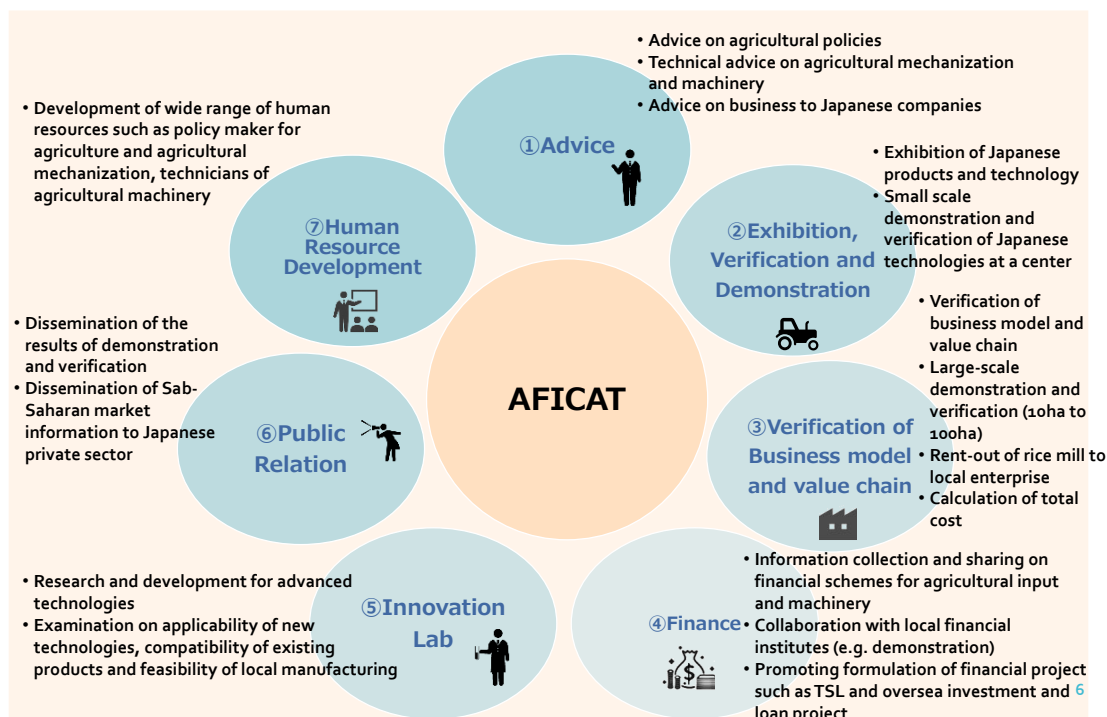 • Advice on agricultural policies
• Technical advice on agricultural mechanization
and machinery
• Advice on business to Japanese companies
①Advice
• Exhibition of Japanese
products and technology
• Small scale
demonstration and
verification of Japanese
technologies at a center
②Exhibition,
Verification and
Demonstration
• Verification of
business model and
value chain
• Large-scale
demonstration and
verification (10ha to
100ha)
• Rent-out of rice mill to
local enterprise
• Calculation of total
cost
③Verification of
Business model
and value chain
• Information collection and sharing on
financial schemes for agricultural input
and machinery
• Collaboration with local financial
institutes (e.g. demonstration)
• Promoting formulation of financial project
such as TSL and oversea investment and
loan project
④Finance
$
⑤Innovation
Lab
• Research and development for advanced
technologies
• Examination on applicability of new
technologies, compatibility of existing
products and feasibility of local manufacturing
⑥Public
Relation
• Dissemination of the
results of demonstration
and verification
• Dissemination of Sab-
Saharan market
information to Japanese
private sector
⑦Human
Resource
Development
• Development of wide range of human
resources such as policy maker for
agriculture and agricultural
mechanization, technicians of
agricultural machinery
AFICAT
6